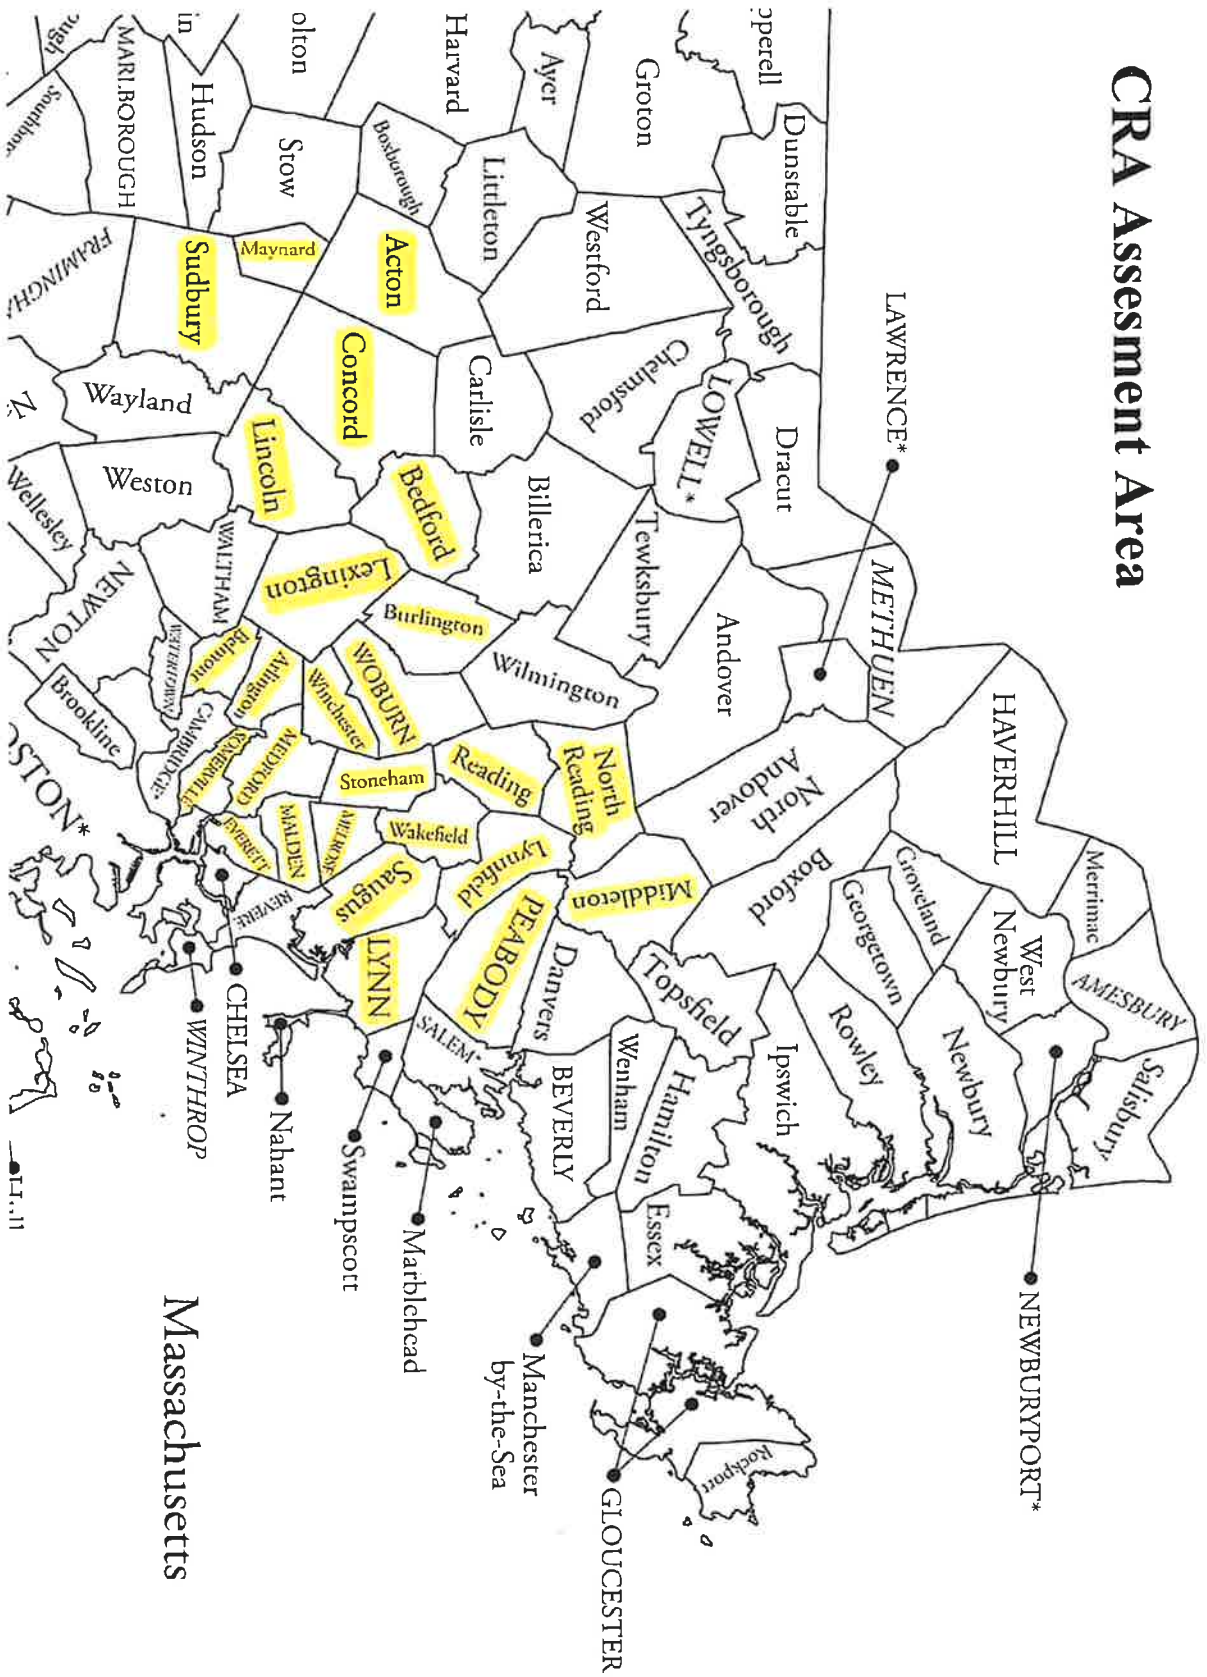 CRA Assesment Area
LAWRENCE*
METHUEN
HAVERHILL
Merrimac
AMESBURY
Salisbury
West
Newbury
NEWBURYPORT*
Groveland
Georgetown
Newbury
Rowley
Dunstable
Tyngsborough
Dracut
Andover
North
Andover
Boxford
Ipswich
Groton
Westford
LOWELL*
Chelmsford
Tewksbury
Topsfield
Hamilton
Wenham
Essex
GLOUCESTER
Rockport
Ayer
Littleton
Carlisle
Billerica
Wilmington
North
Reading
Middleton
Danvers
BEVERLY
Manchester
by-the-Sea
Harvard
Boxborough
Acton
Concord
Bedford
Burlington
Reading
Lynnfield
PEABODY
SALEM*
Marblehead
Swampscott
Stow
Maynard
Lincoln
Lexington
WOBURN
Winchester
Stoneham
Wakefield
MELROSE
Saugus
LYNN
Nahant
Hudson
Sudbury
Wayland
Weston
WALTHAM
Belmont
Arlington
MEDFORD
MALDEN
EVERETT
REVERE
CHELSEA
WINTHROP
MARLBOROUGH
FRAMINGHA
Wellesley
NEWTON
WATERTOWN
CAMBRIDGE*
SOMERVILLE
Brookline
OSTON*
Massachusetts